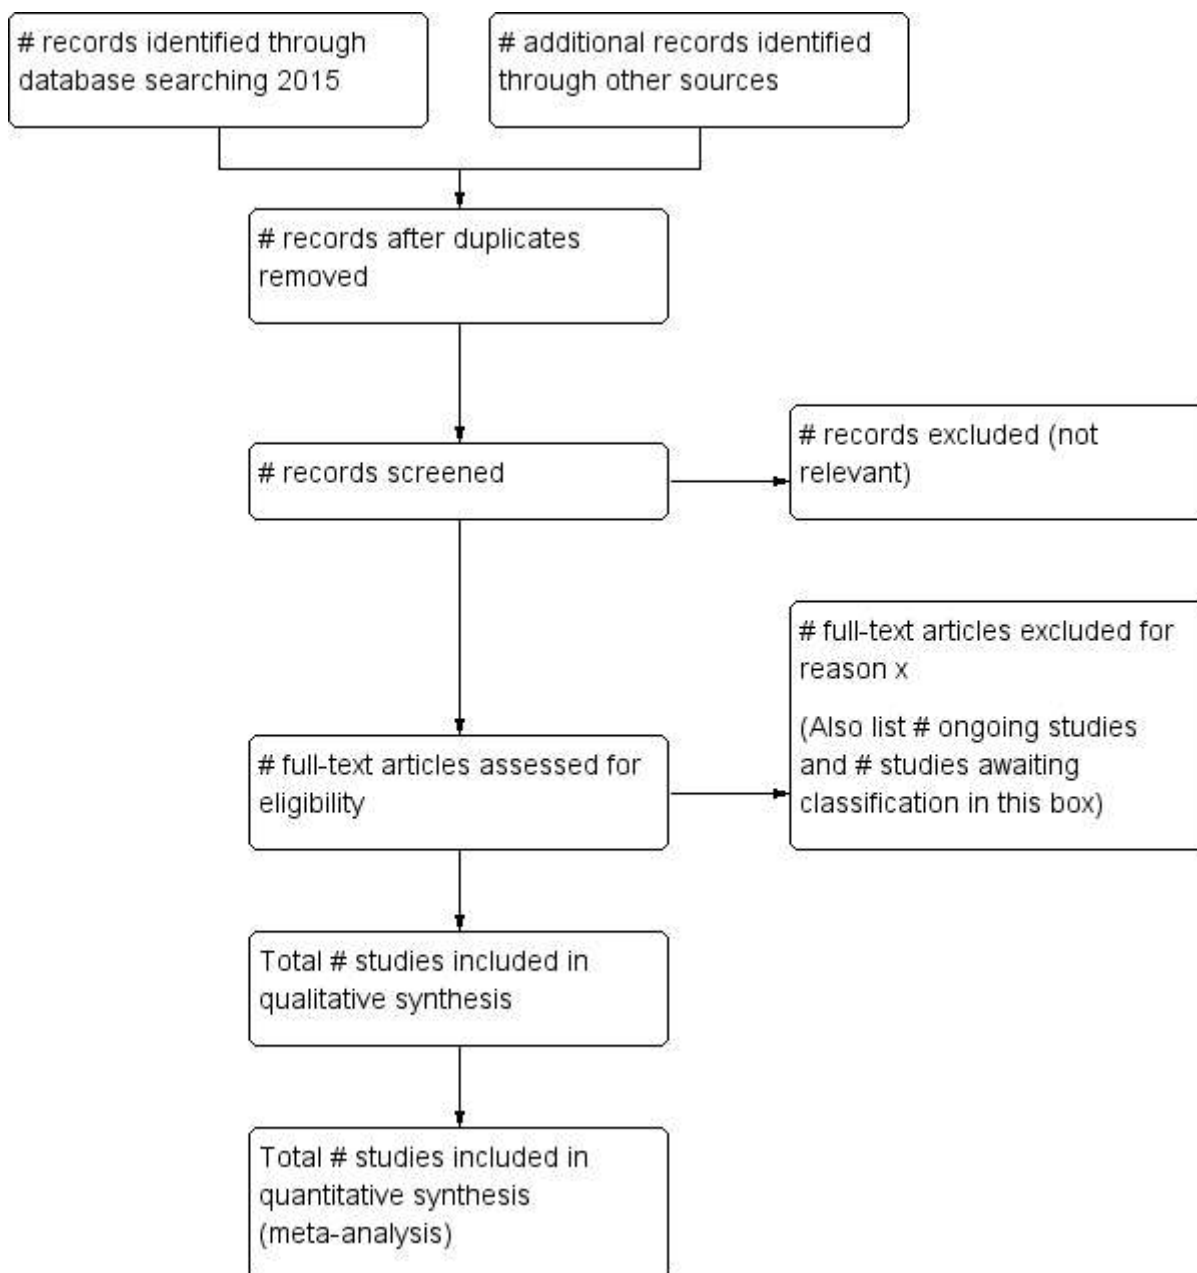 # records identified through
database searching 2015
# additional records identified
through other sources
# records after duplicates
removed
# records screened
# records excluded (not
relevant)
# full-text articles excluded for
reason x
(Also list # ongoing studies
and # studies awaiting
classification in this box)
# full-text articles assessed for
eligibility
Total # studies included in
qualitative synthesis
Total # studies included in
quantitative synthesis
(meta-analysis)